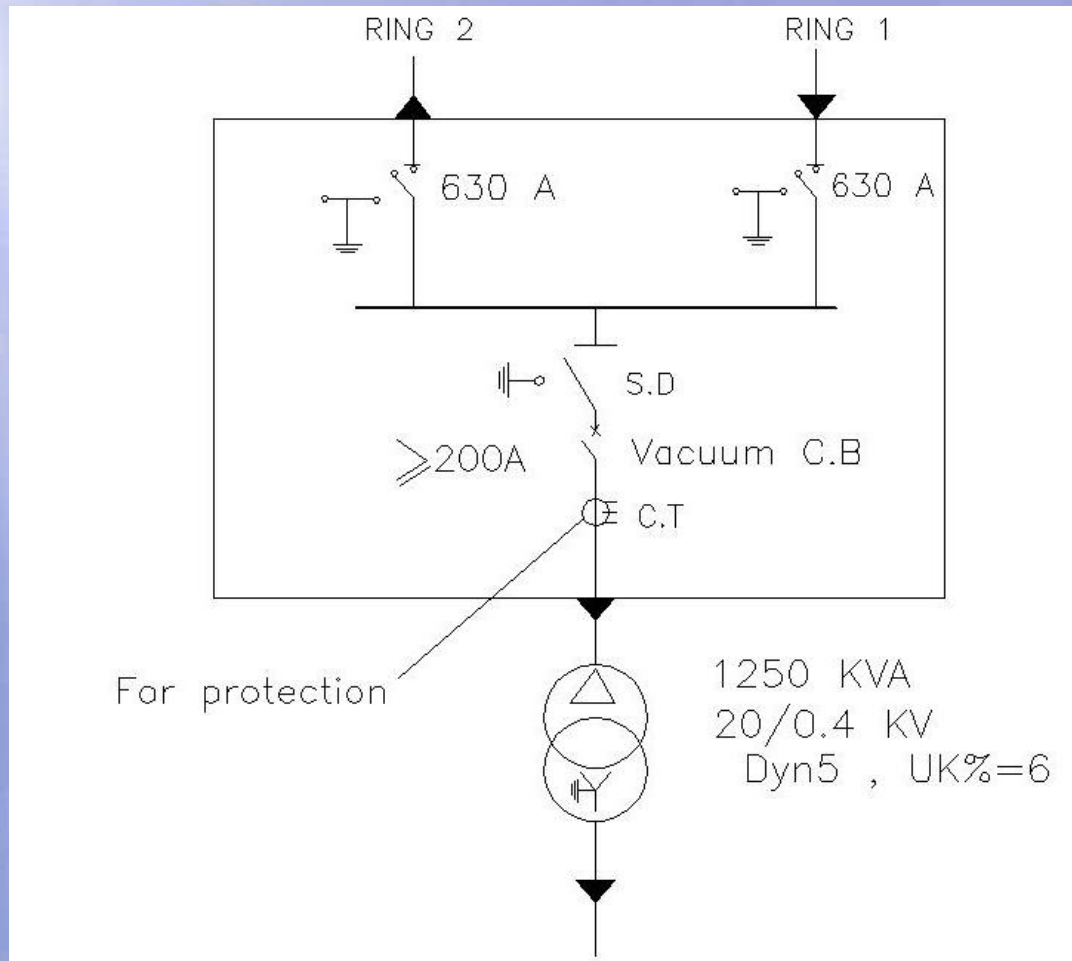 RING 2
RING 1
630 A
630 A
S.D
≥200A
Vacuum C.B
C.T
For protection
1250 KVA
20/0.4 KV
Dyn5 , UK%=6